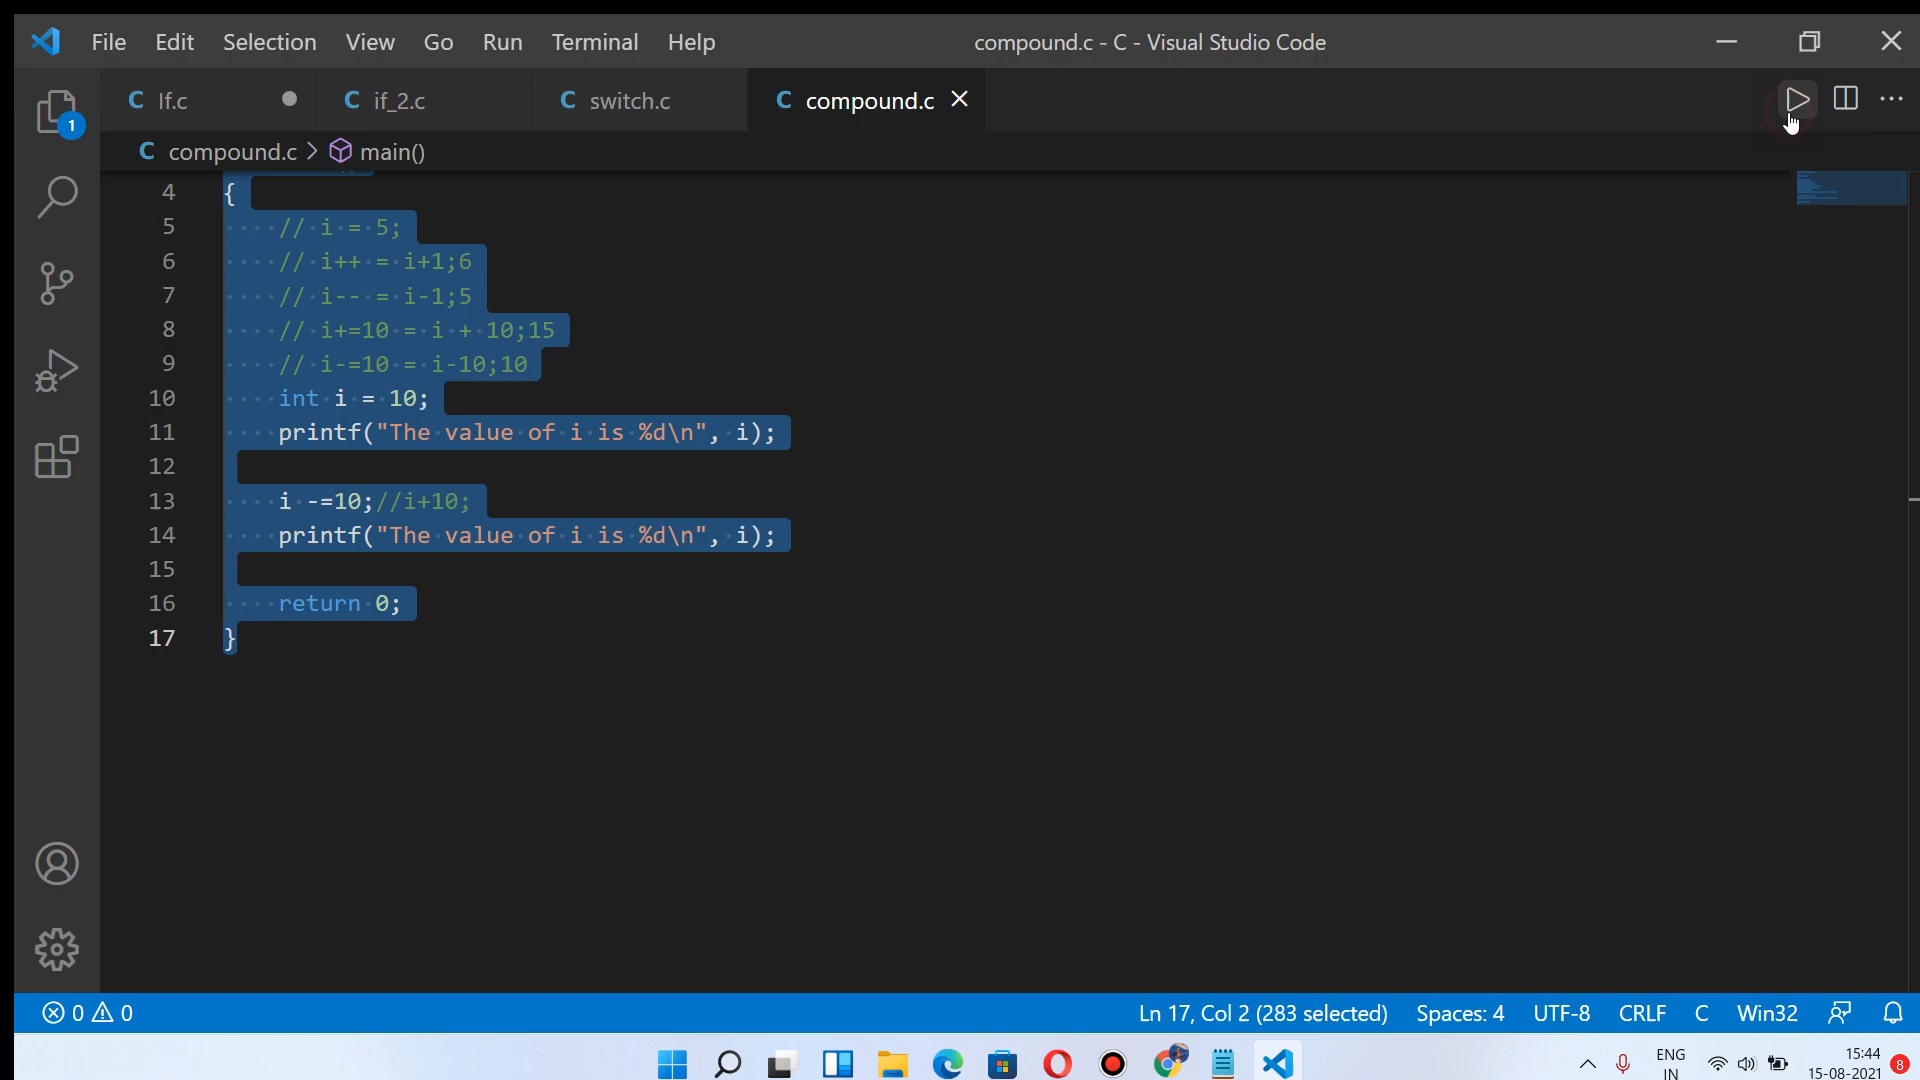 File Edit Selection View Go Run Terminal Help compound.c - C - Visual Studio Code
C If.c C if_2.c C switch.c C compound.c
1
C compound.c > main()
4 {
5 // i = 5;
6 // i++ = i+1;6
7 // i-- = i-1;5
8 // i+=10 = i + 10;15
9 // i-=10 = i-10;10
10 int i = 10;
11 printf("The value of i is %d\n", i);
12
13 i -=10;//i+10;
14 printf("The value of i is %d\n", i);
15
16 return 0;
17 }
0 0 Ln 17, Col 2 (283 selected) Spaces: 4 UTF-8 CRLF C Win32
ENG 15:44
IN 15-08-2021 8